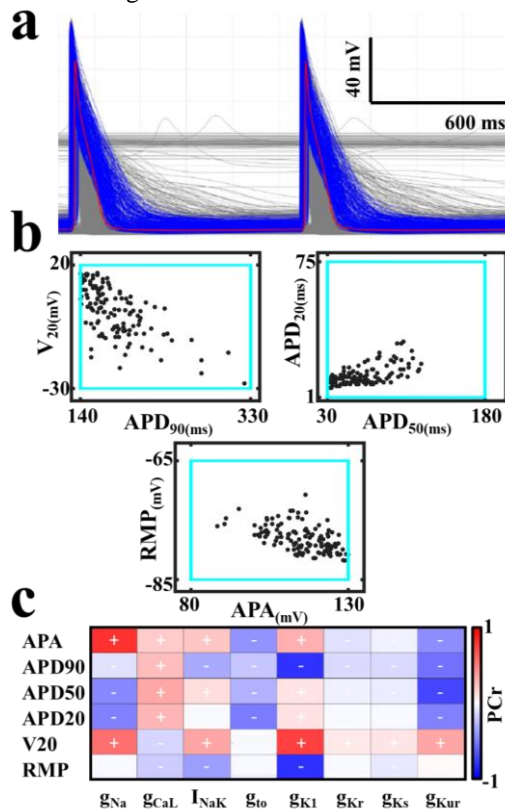 a
40 mV
600 ms
b
20
V20(mV)
-30
140
330
APD90(ms)
75
APD20(ms)
1
30
180
APD50(ms)
-65
RMP(mV)
-85
80
130
APA(mV)
c
APA + + + - + - - -
APD90 - + - - - - - -
APD50 - + + - + -
APD20 - + - + -
V20 + - + + + + +
RMP - - -
gNa gCaL INaK gto gK1 gKr gKs gKur
1
PCr
-1